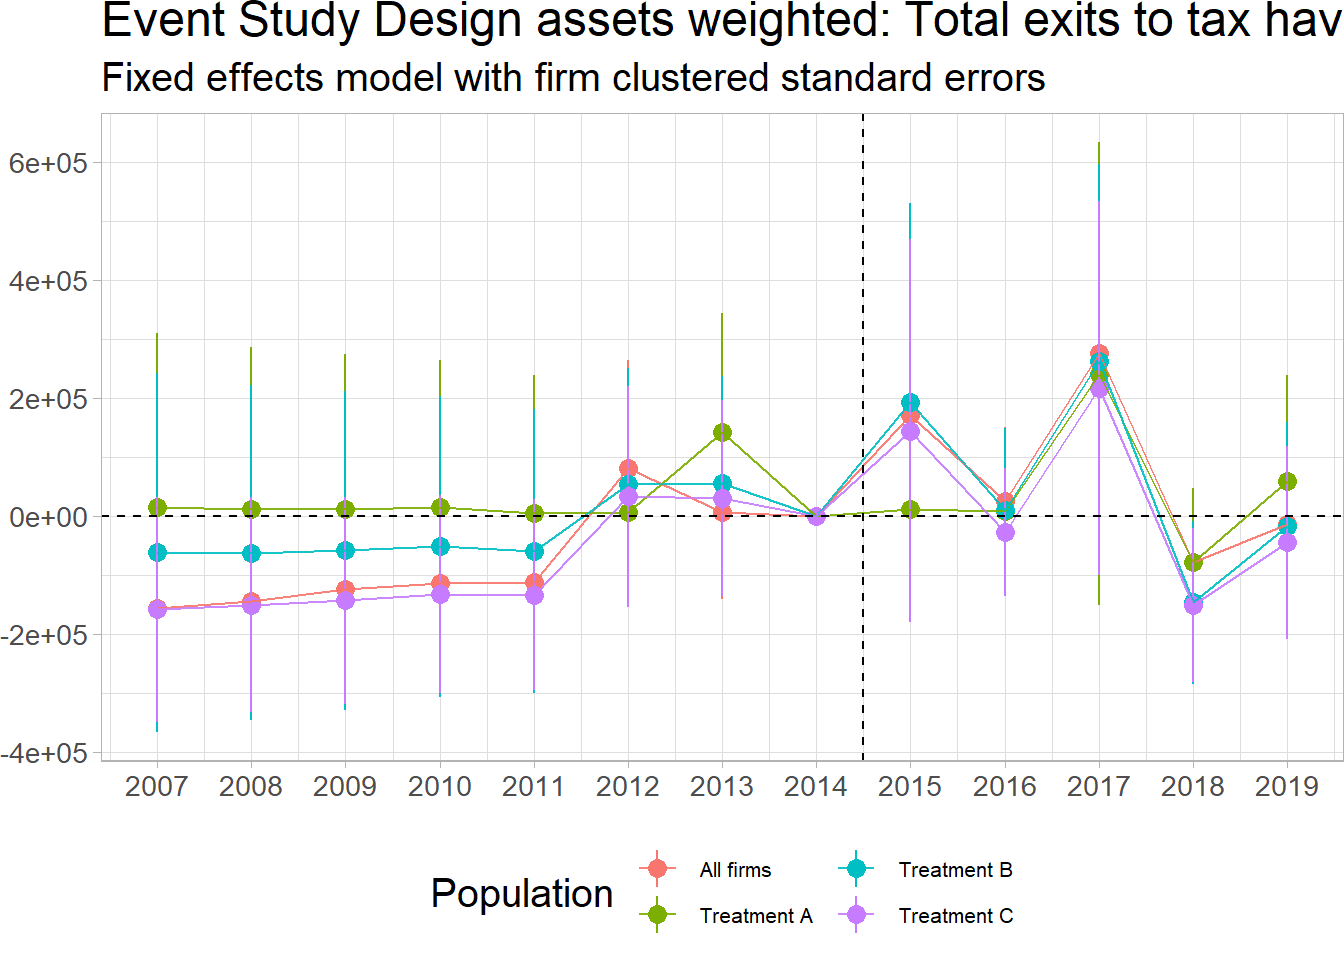 Event Study Design assets weighted: Total exits to tax hav
Fixed effects model with firm clustered standard errors
6e+05
4e+05
2e+05
0e+00
-2e+05
-4e+05
2007 2008 2009 2010 2011 2012 2013 2014 2015 2016 2017 2018 2019
Population
All firms
Treatment B
Treatment A
Treatment C